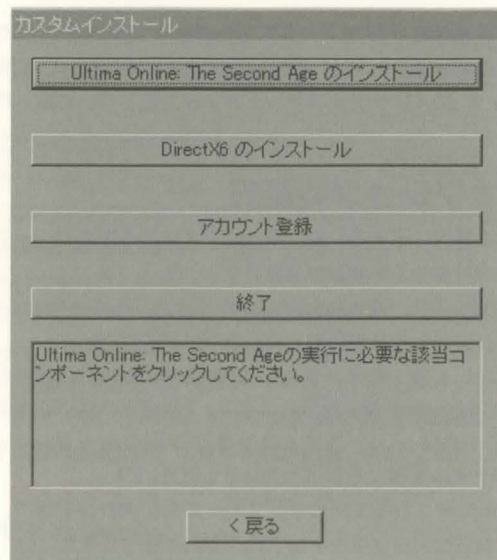 カスタムインストール
Ultima Online: The Second Age のインストール
DirectX6 のインストール
アカウント登録
終了
Ultima Online: The Second Ageの実行に必要な該当コ
ンポーネントをクリックしてください。
< 戻る